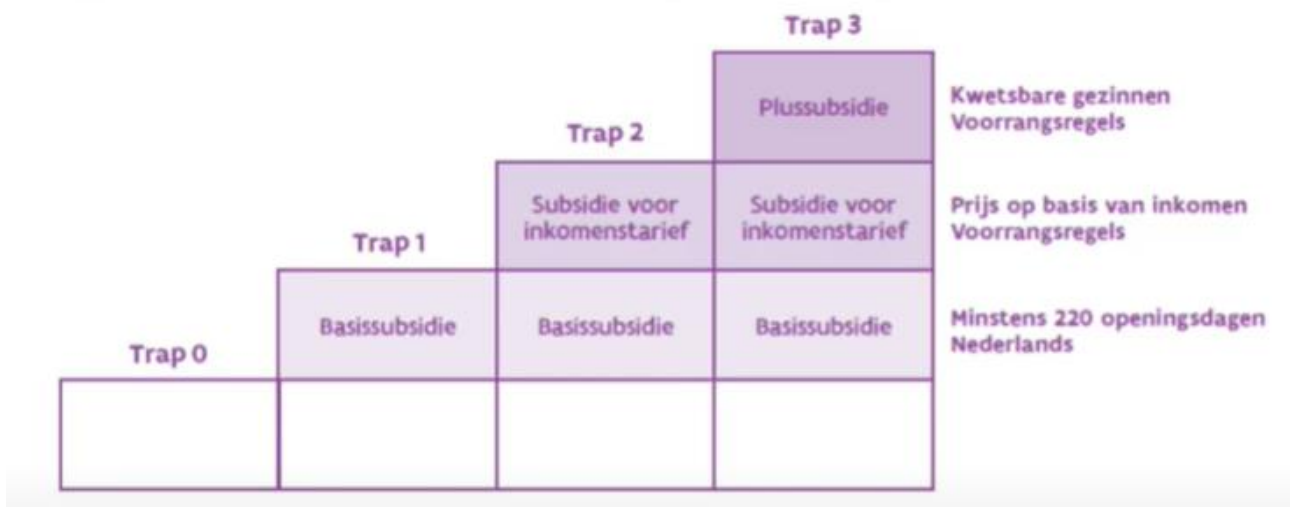 Trap 3
Plussubsidie
Kwetsbare gezinnen
Voorrangsregels
Trap 2
Subsidie voor
inkomenstarief
Subsidie voor
inkomenstarief
Prijs op basis van inkomen
Voorrangsregels
Trap 1
Basissubsidie
Basissubsidie
Basissubsidie
Minstens 220 openingsdagen
Nederlands
Trap 0